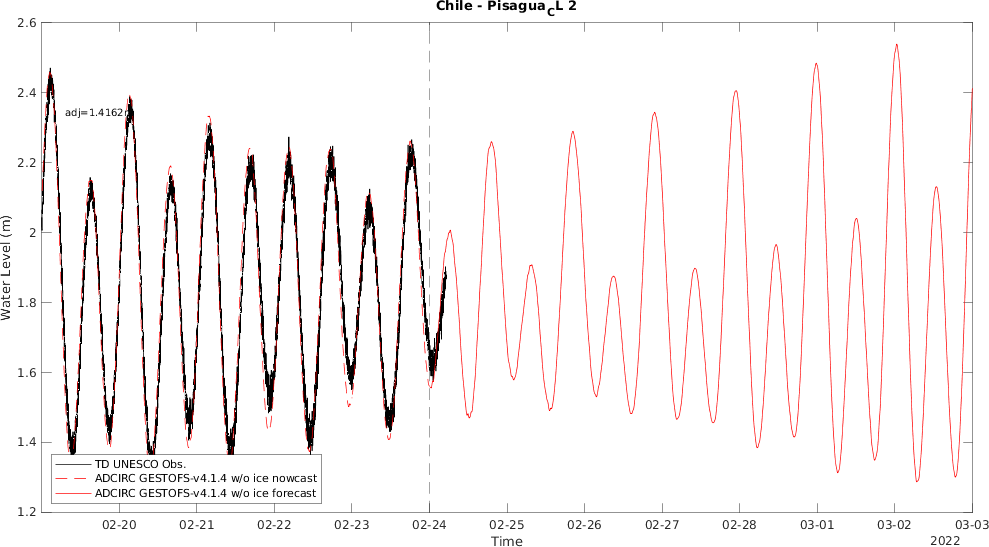 Chile - Pisagua_CL 2
2.6
2.4
2.2
2
1.8
1.6
1.4
1.2
Water Level (m)
adj=1.4162
TD UNESCO Obs.
ADCIRC GESTOFS-v4.1.4 w/o ice nowcast
ADCIRC GESTOFS-v4.1.4 w/o ice forecast
02-20 02-21 02-22 02-23 02-24 02-25 02-26 02-27 02-28 03-01 03-02 03-03
Time
2022